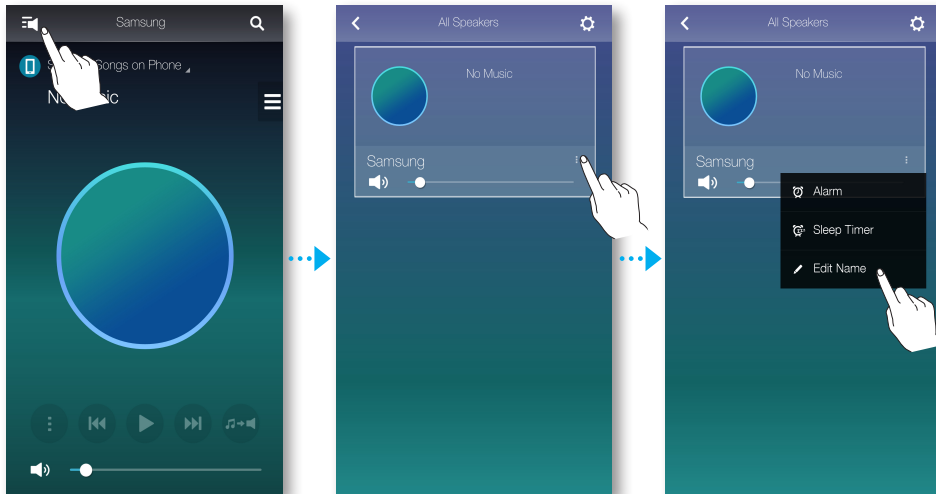 Samsung
Songs on Phone
All Speakers
No Music
Samsung
All Speakers
No Music
Samsung
Alarm
Sleep Timer
Edit Name